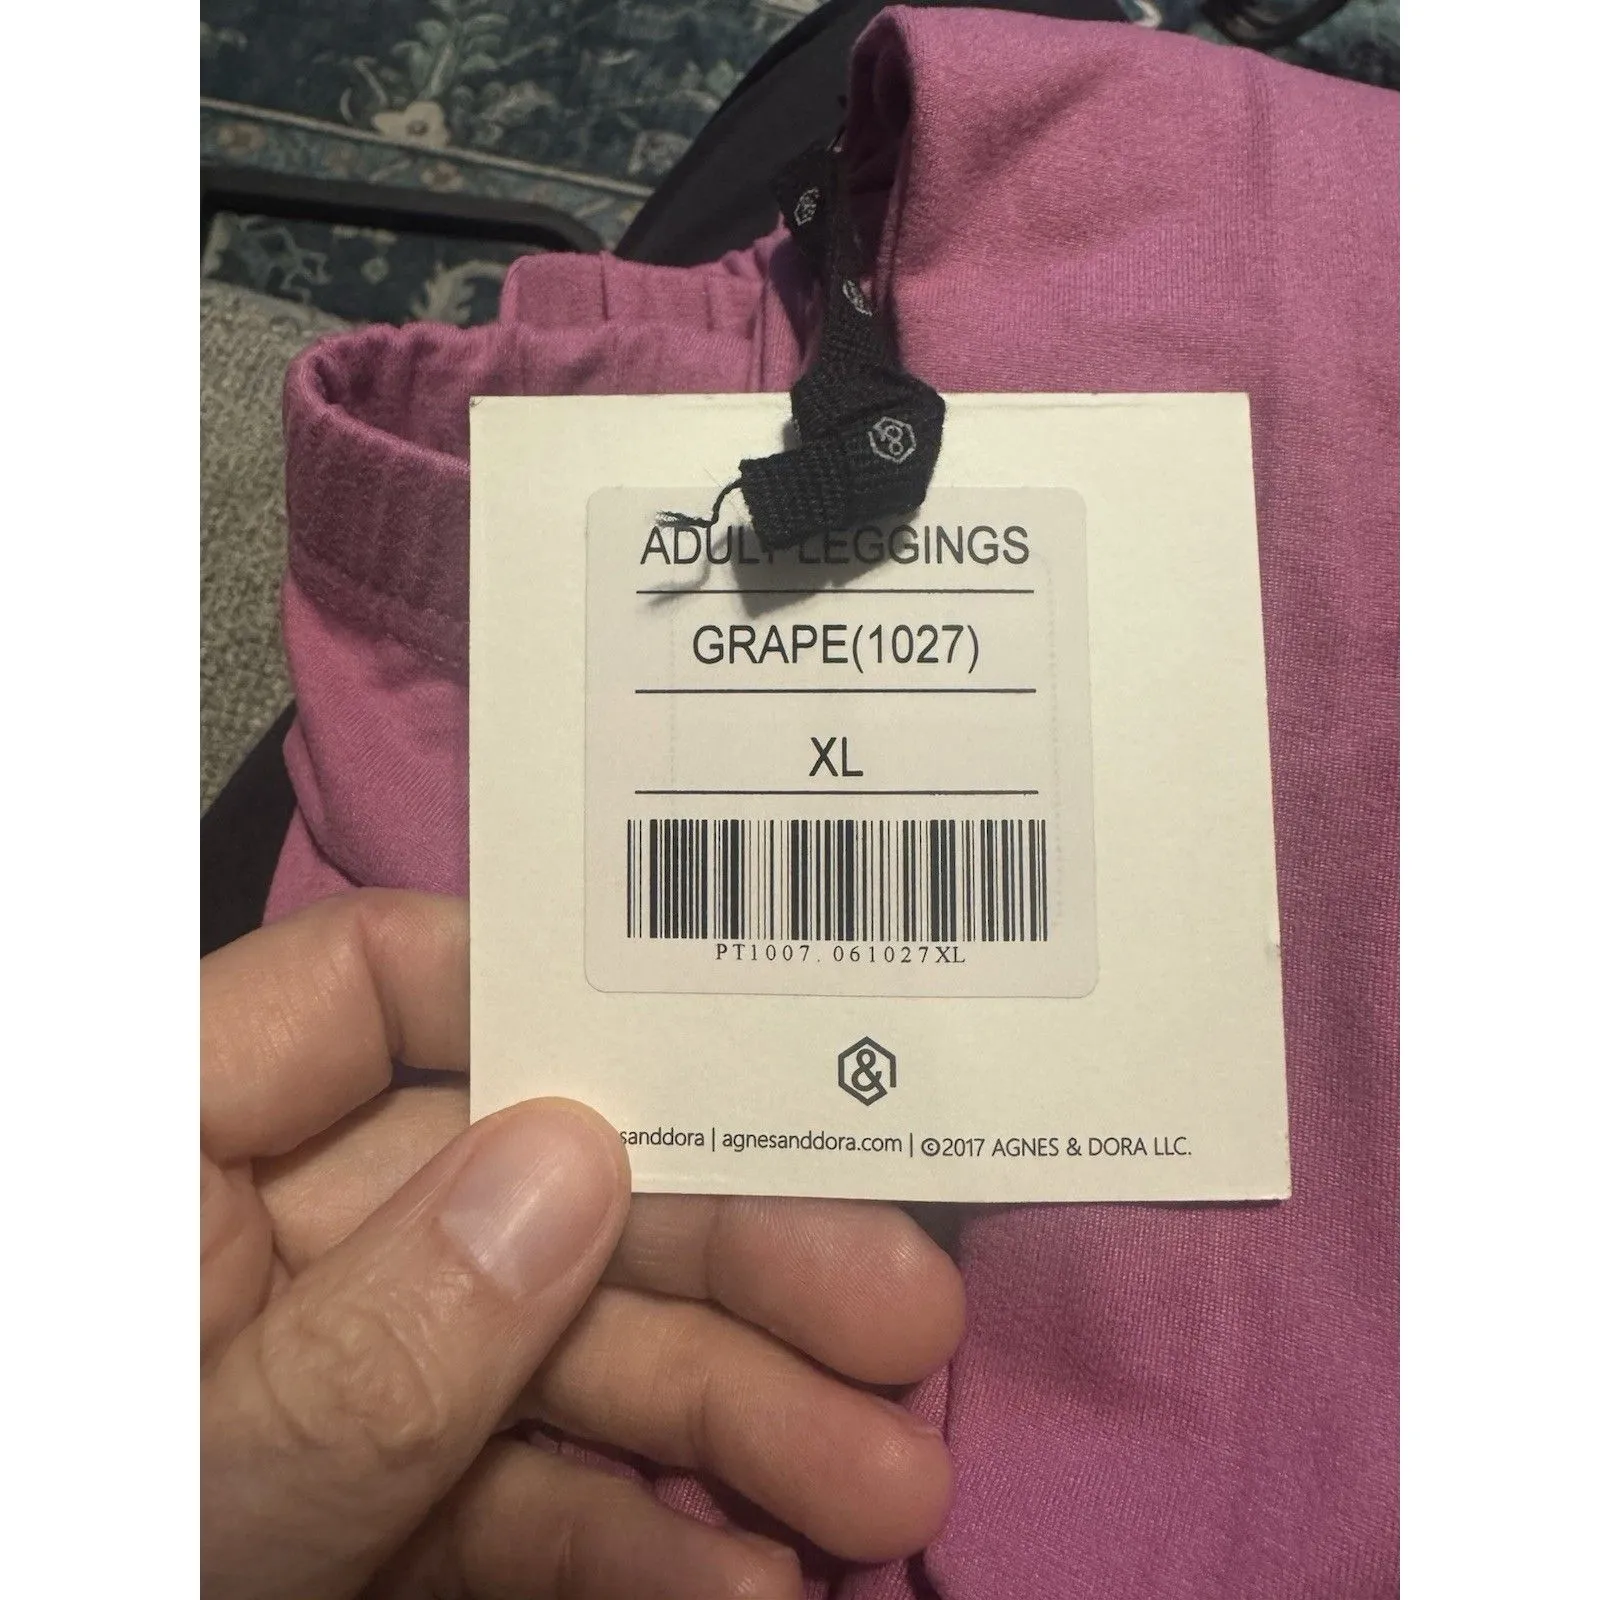 ADULT LEGGINGS
GRAPE(1027)
XL
PT1007.061027XL
&
sanddora | agnesanddora.com | ©2017 AGNES & DORA LLC.